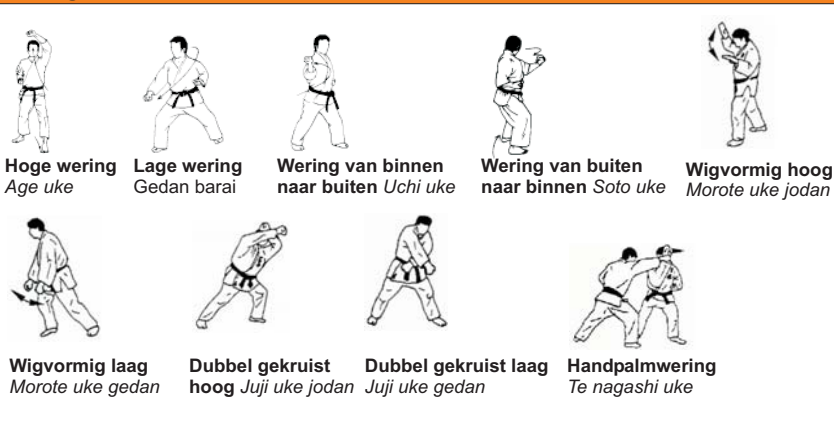 Hoge wering
Age uke
Lage wering
Gedan barai
Wering van binnen
naar buiten Uchi uke
Wering van buiten
naar binnen Soto uke
Wigvormig hoog
Morote uke jodan
Wigvormig laag
Morote uke gedan
Dubbel gekruist
hoog Juji uke jodan
Dubbel gekruist laag
Juji uke gedan
Handpalmwering
Te nagashi uke